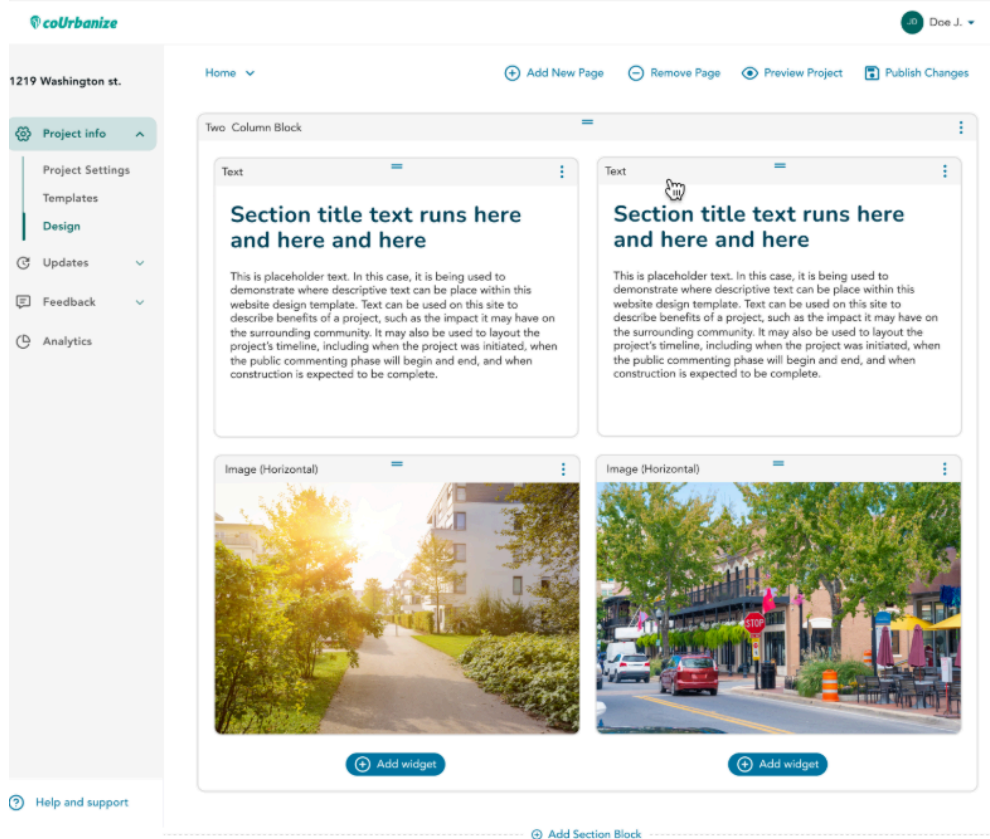 coUrbanize
JD Doe J.
1219 Washington st.
Home
Add New Page
Remove Page
Preview Project
Publish Changes
Project info
Project Settings
Templates
Design
Updates
Feedback
Analytics
Help and support
Two Column Block
Text
Section title text runs here
and here and here
This is placeholder text. In this case, it is being used to
demonstrate where descriptive text can be place within this
website design template. Text can be used on this site to
describe benefits of a project, such as the impact it may have on
the surrounding community. It may also be used to layout the
project's timeline, including when the project was initiated, when
the public commenting phase will begin and end, and when
construction is expected to be complete.
Text
Section title text runs here
and here and here
This is placeholder text. In this case, it is being used to
demonstrate where descriptive text can be place within this
website design template. Text can be used on this site to
describe benefits of a project, such as the impact it may have on
the surrounding community. It may also be used to layout the
project's timeline, including when the project was initiated, when
the public commenting phase will begin and end, and when
construction is expected to be complete.
Image (Horizontal)
Image (Horizontal)
STOP
Add widget
Add widget
Add Section Block